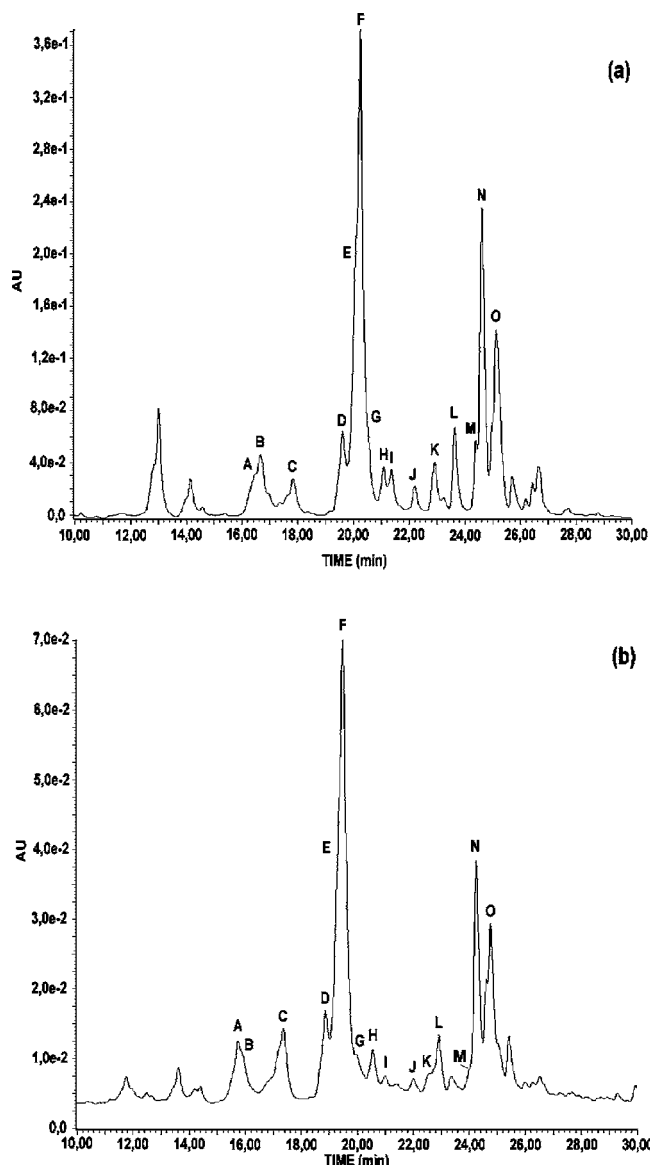 F
3,6e-1
(a)
3,2e-1
2,8e-1
2,4e-1
N
2,0e-1
E
AU
1,6e-1
O
1,2e-1
8,0e-2
D
G
L
M
B
A
K
4,0e-2
C
H
I
J
0,0
10,00 12,00 14,00 16,00 18,00 20,00 22,00 24,00 26,00 28,00 30,00
TIME (min)
F
7,0e-2
(b)
6,0e-2
5,0e-2
AU
4,0e-2
E
N
3,0e-2
O
2,0e-2
D
C
L
A
B
G
H
1,0e-2
I
J
K
M
0,0
10,00 12,00 14,00 16,00 18,00 20,00 22,00 24,00 26,00 28,00 30,00
TIME (min)